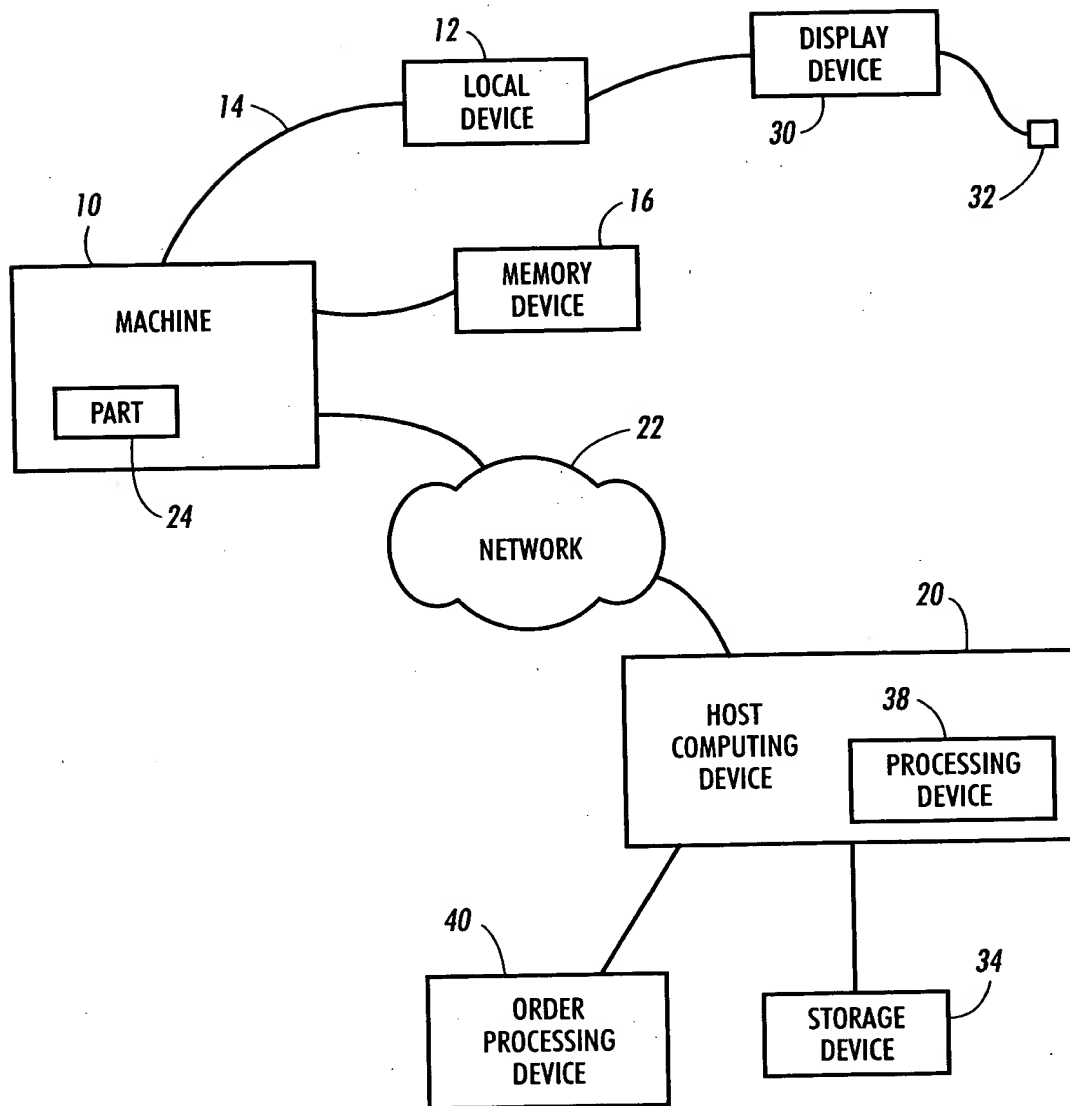 12
LOCAL
DEVICE
DISPLAY
DEVICE
30
32
14
10
MACHINE
PART
24
16
MEMORY
DEVICE
22
NETWORK
20
HOST
COMPUTING
DEVICE
38
PROCESSING
DEVICE
40
ORDER
PROCESSING
DEVICE
34
STORAGE
DEVICE